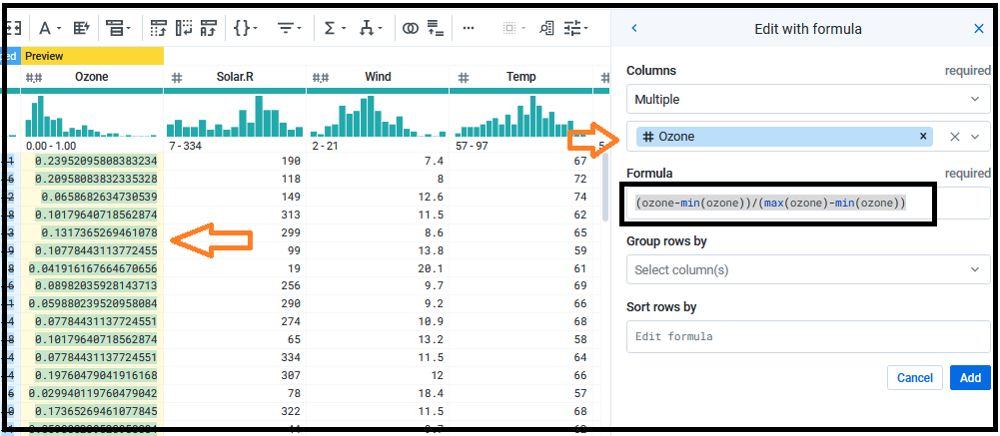 ed Preview
Edit with formula
Ozone Solar.R Wind Temp
0.00 - 1.00 7 - 334 2 - 21 57 - 97 5
0.23952095808383234 190 7.4 67
0.20958083832335328 118 8 72
0.0658682634730539 149 12.6 74
0.10179640718562874 313 11.5 62
0.1317365269461078 299 8.6 65
0.10778443113772455 99 13.8 59
0.041916167664670656 19 20.1 61
0.08982035928143713 256 9.7 69
0.059880239520958084 290 9.2 66
0.07784431137724551 274 10.9 68
0.10179640718562874 65 13.2 58
0.07784431137724551 334 11.5 64
0.19760479041916168 307 12 66
0.029940119760479042 78 18.4 57
0.17365269461077845 322 11.5 68
Columns required
Multiple
Ozone
Formula required
(ozone-min(ozone))/(max(ozone)-min(ozone))
Group rows by
Select column(s)
Sort rows by
Edit formula
Cancel Add